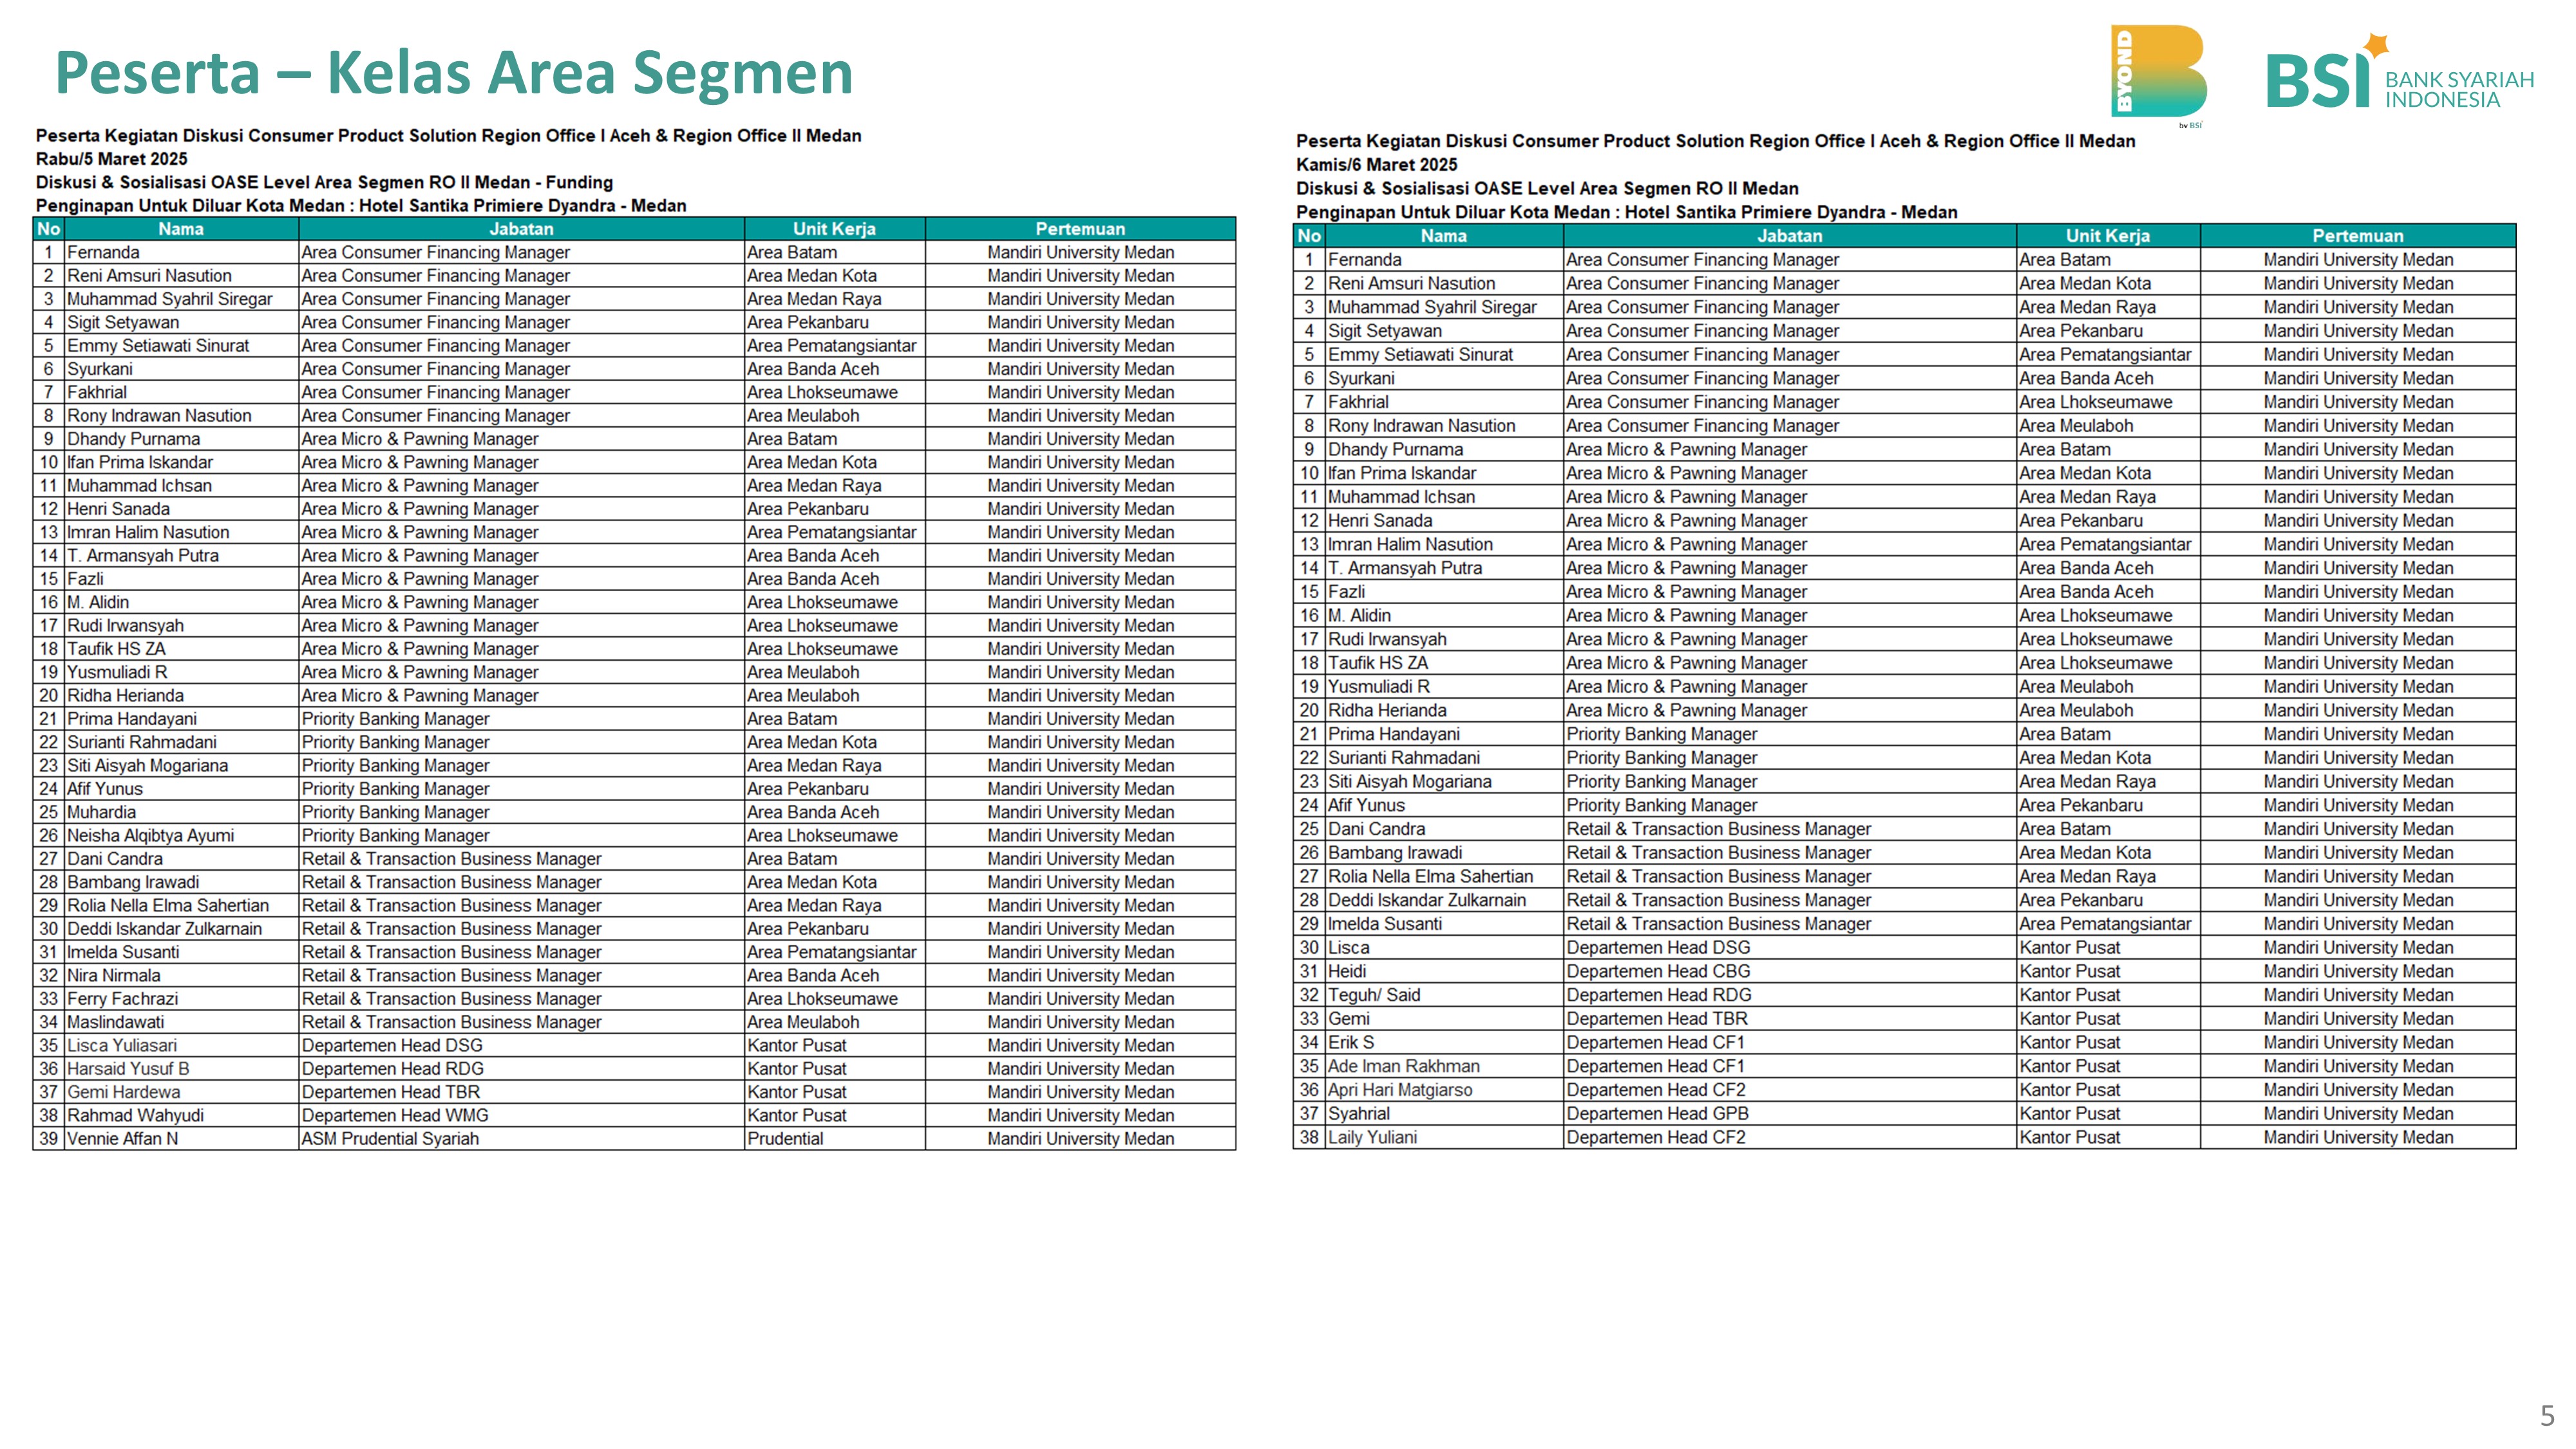 Peserta – Kelas Area Segmen
BYOND
by BSI
BSI BANK SYARIAH
INDONESIA
Peserta Kegiatan Diskusi Consumer Product Solution Region Office I Aceh & Region Office II Medan
Rabu/5 Maret 2025
Diskusi & Sosialisasi OASE Level Area Segmen RO II Medan - Funding
Penginapan Untuk Diluar Kota Medan : Hotel Santika Primiere Dyandra - Medan
No Nama Jabatan Unit Kerja Pertemuan
1 Fernanda Area Consumer Financing Manager Area Batam Mandiri University Medan
2 Reni Amsuri Nasution Area Consumer Financing Manager Area Medan Kota Mandiri University Medan
3 Muhammad Syahril Siregar Area Consumer Financing Manager Area Medan Raya Mandiri University Medan
4 Sigit Setyawan Area Consumer Financing Manager Area Pekanbaru Mandiri University Medan
5 Emmy Setiawati Sinurat Area Consumer Financing Manager Area Pematangsiantar Mandiri University Medan
6 Syurkani Area Consumer Financing Manager Area Banda Aceh Mandiri University Medan
7 Fakhrial Area Consumer Financing Manager Area Lhokseumawe Mandiri University Medan
8 Rony Indrawan Nasution Area Consumer Financing Manager Area Meulaboh Mandiri University Medan
9 Dhandy Purnama Area Micro & Pawning Manager Area Batam Mandiri University Medan
10 Ifan Prima Iskandar Area Micro & Pawning Manager Area Medan Kota Mandiri University Medan
11 Muhammad Ichsan Area Micro & Pawning Manager Area Medan Raya Mandiri University Medan
12 Henri Sanada Area Micro & Pawning Manager Area Pekanbaru Mandiri University Medan
13 Imran Halim Nasution Area Micro & Pawning Manager Area Pematangsiantar Mandiri University Medan
14 T. Armansyah Putra Area Micro & Pawning Manager Area Banda Aceh Mandiri University Medan
15 Fazli Area Micro & Pawning Manager Area Banda Aceh Mandiri University Medan
16 M. Alidin Area Micro & Pawning Manager Area Lhokseumawe Mandiri University Medan
17 Rudi Irwansyah Area Micro & Pawning Manager Area Lhokseumawe Mandiri University Medan
18 Taufik HS ZA Area Micro & Pawning Manager Area Lhokseumawe Mandiri University Medan
19 Yusmuliadi R Area Micro & Pawning Manager Area Meulaboh Mandiri University Medan
20 Ridha Herianda Area Micro & Pawning Manager Area Meulaboh Mandiri University Medan
21 Prima Handayani Priority Banking Manager Area Batam Mandiri University Medan
22 Surianti Rahmadani Priority Banking Manager Area Medan Kota Mandiri University Medan
23 Siti Aisyah Mogariana Priority Banking Manager Area Medan Raya Mandiri University Medan
24 Afif Yunus Priority Banking Manager Area Pekanbaru Mandiri University Medan
25 Muhardia Priority Banking Manager Area Banda Aceh Mandiri University Medan
26 Neisha Alqibtya Ayumi Priority Banking Manager Area Lhokseumawe Mandiri University Medan
27 Dani Candra Retail & Transaction Business Manager Area Batam Mandiri University Medan
28 Bambang Irawadi Retail & Transaction Business Manager Area Medan Kota Mandiri University Medan
29 Rolia Nella Elma Sahertian Retail & Transaction Business Manager Area Medan Raya Mandiri University Medan
30 Deddi Iskandar Zulkarnain Retail & Transaction Business Manager Area Pekanbaru Mandiri University Medan
31 Imelda Susanti Retail & Transaction Business Manager Area Pematangsiantar Mandiri University Medan
32 Nira Nirmala Retail & Transaction Business Manager Area Banda Aceh Mandiri University Medan
33 Ferry Fachrazi Retail & Transaction Business Manager Area Lhokseumawe Mandiri University Medan
34 Maslindawati Retail & Transaction Business Manager Area Meulaboh Mandiri University Medan
35 Lisca Yuliasari Departemen Head DSG Kantor Pusat Mandiri University Medan
36 Harsaid Yusuf B Departemen Head RDG Kantor Pusat Mandiri University Medan
37 Gemi Hardewa Departemen Head TBR Kantor Pusat Mandiri University Medan
38 Rahmad Wahyudi Departemen Head WMG Kantor Pusat Mandiri University Medan
39 Vennie Affan N ASM Prudential Syariah Prudential Mandiri University Medan
Peserta Kegiatan Diskusi Consumer Product Solution Region Office I Aceh & Region Office II Medan
Kamis/6 Maret 2025
Diskusi & Sosialisasi OASE Level Area Segmen RO II Medan
Penginapan Untuk Diluar Kota Medan : Hotel Santika Primiere Dyandra - Medan
No Nama Jabatan Unit Kerja Pertemuan
1 Fernanda Area Consumer Financing Manager Area Batam Mandiri University Medan
2 Reni Amsuri Nasution Area Consumer Financing Manager Area Medan Kota Mandiri University Medan
3 Muhammad Syahril Siregar Area Consumer Financing Manager Area Medan Raya Mandiri University Medan
4 Sigit Setyawan Area Consumer Financing Manager Area Pekanbaru Mandiri University Medan
5 Emmy Setiawati Sinurat Area Consumer Financing Manager Area Pematangsiantar Mandiri University Medan
6 Syurkani Area Consumer Financing Manager Area Banda Aceh Mandiri University Medan
7 Fakhrial Area Consumer Financing Manager Area Lhokseumawe Mandiri University Medan
8 Rony Indrawan Nasution Area Consumer Financing Manager Area Meulaboh Mandiri University Medan
9 Dhandy Purnama Area Micro & Pawning Manager Area Batam Mandiri University Medan
10 Ifan Prima Iskandar Area Micro & Pawning Manager Area Medan Kota Mandiri University Medan
11 Muhammad Ichsan Area Micro & Pawning Manager Area Medan Raya Mandiri University Medan
12 Henri Sanada Area Micro & Pawning Manager Area Pekanbaru Mandiri University Medan
13 Imran Halim Nasution Area Micro & Pawning Manager Area Pematangsiantar Mandiri University Medan
14 T. Armansyah Putra Area Micro & Pawning Manager Area Banda Aceh Mandiri University Medan
15 Fazli Area Micro & Pawning Manager Area Banda Aceh Mandiri University Medan
16 M. Alidin Area Micro & Pawning Manager Area Lhokseumawe Mandiri University Medan
17 Rudi Irwansyah Area Micro & Pawning Manager Area Lhokseumawe Mandiri University Medan
18 Taufik HS ZA Area Micro & Pawning Manager Area Lhokseumawe Mandiri University Medan
19 Yusmuliadi R Area Micro & Pawning Manager Area Meulaboh Mandiri University Medan
20 Ridha Herianda Area Micro & Pawning Manager Area Meulaboh Mandiri University Medan
21 Prima Handayani Priority Banking Manager Area Batam Mandiri University Medan
22 Surianti Rahmadani Priority Banking Manager Area Medan Kota Mandiri University Medan
23 Siti Aisyah Mogariana Priority Banking Manager Area Medan Raya Mandiri University Medan
24 Afif Yunus Priority Banking Manager Area Pekanbaru Mandiri University Medan
25 Dani Candra Retail & Transaction Business Manager Area Batam Mandiri University Medan
26 Bambang Irawadi Retail & Transaction Business Manager Area Medan Kota Mandiri University Medan
27 Rolia Nella Elma Sahertian Retail & Transaction Business Manager Area Medan Raya Mandiri University Medan
28 Deddi Iskandar Zulkarnain Retail & Transaction Business Manager Area Pekanbaru Mandiri University Medan
29 Imelda Susanti Retail & Transaction Business Manager Area Pematangsiantar Mandiri University Medan
30 Lisca Departemen Head DSG Kantor Pusat Mandiri University Medan
31 Heidi Departemen Head CBG Kantor Pusat Mandiri University Medan
32 Teguh/ Said Departemen Head RDG Kantor Pusat Mandiri University Medan
33 Gemi Departemen Head TBR Kantor Pusat Mandiri University Medan
34 Erik S Departemen Head CF1 Kantor Pusat Mandiri University Medan
35 Ade Iman Rakhman Departemen Head CF1 Kantor Pusat Mandiri University Medan
36 Apri Hari Matgiarso Departemen Head CF2 Kantor Pusat Mandiri University Medan
37 Syahrial Departemen Head GPB Kantor Pusat Mandiri University Medan
38 Laily Yuliani Departemen Head CF2 Kantor Pusat Mandiri University Medan
5